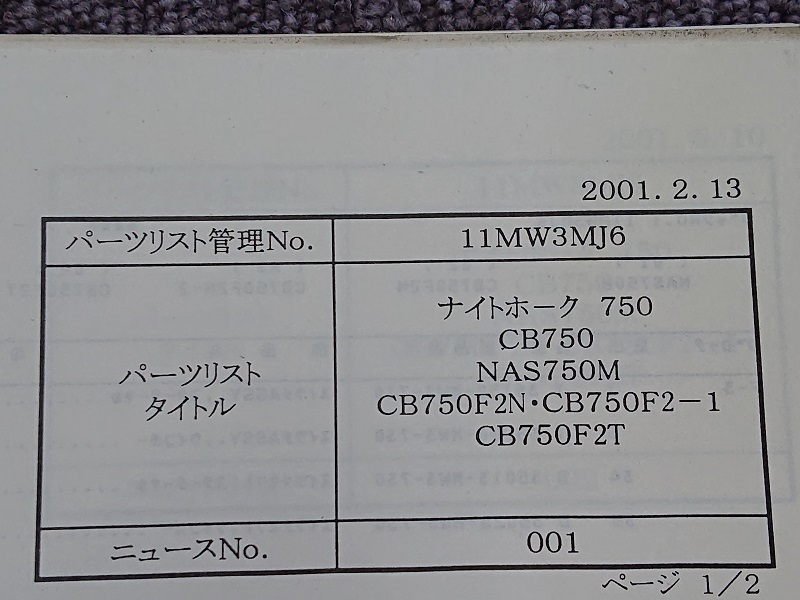 2001.2.13
パーツリスト管理No.
11MW3MJ6
パーツリスト
タイトル
ナイトホーク 750
CB750
NAS750M
CB750F2N・CB750F2−1
CB750F2T
ニュースNo.
001
ページ 1/2